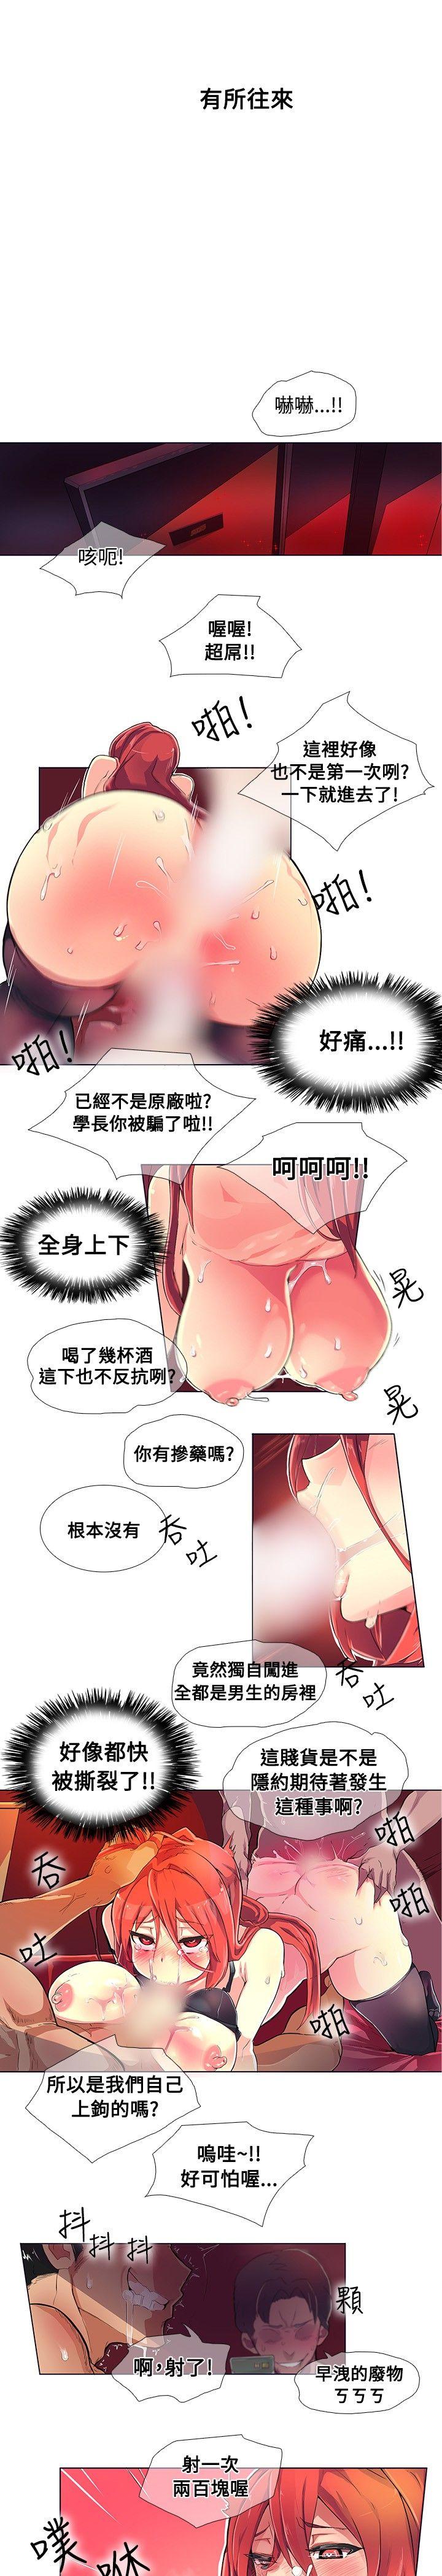 有所往來
嚇嚇...!!
咳呃!
喔喔!
超屌!!
啪!
這裡好像
也不是第一次咧?
一下就進去了!
啪!
好痛...!!
啪!
已經不是原廠啦?
學長你被騙了啦!!
呵呵呵!!
全身上下
晃
喝了幾杯酒
這下也不反抗咧?
晃
你有摻藥嗎?
根本沒有
吞
吐
竟然獨自闖進
全都是男生的房裡
吞
吐
好像都快
被撕裂了!!
這賤貨是不是
隱約期待著發生
這種事啊?
啪
啪
吞
吐
啪
所以是我們自己
上鉤的嗎?
嗚哇~!!
好可怕喔...
抖
抖
抖
顆
啊，射了!
早洩的廢物
ㄎㄎㄎ
射一次
兩百塊喔
噗
咻